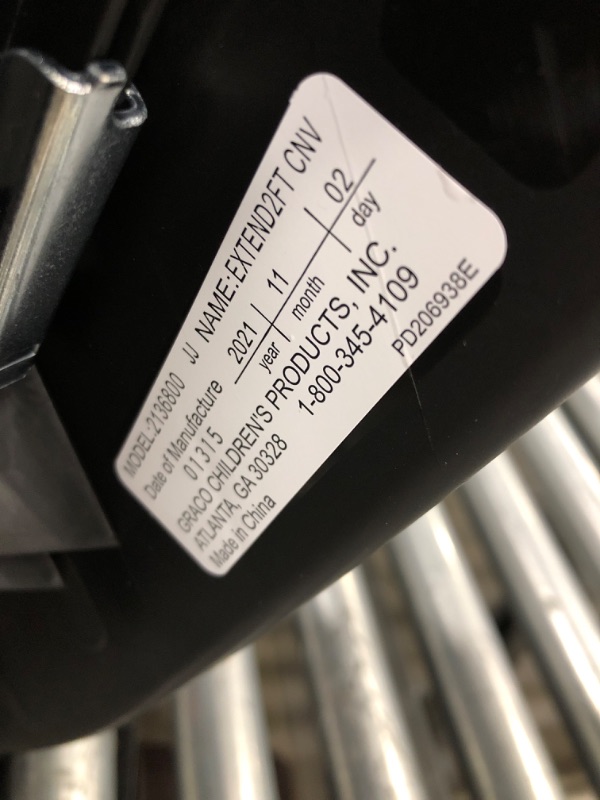 MODEL:2136800 JJ NAME:EXTEND2FT CNV
Date of Manufacture 2021 11 02
01315 year month day
GRACO CHILDREN'S PRODUCTS, INC.
ATLANTA, GA 30328 1-800-345-4109
Made in China PD206938E